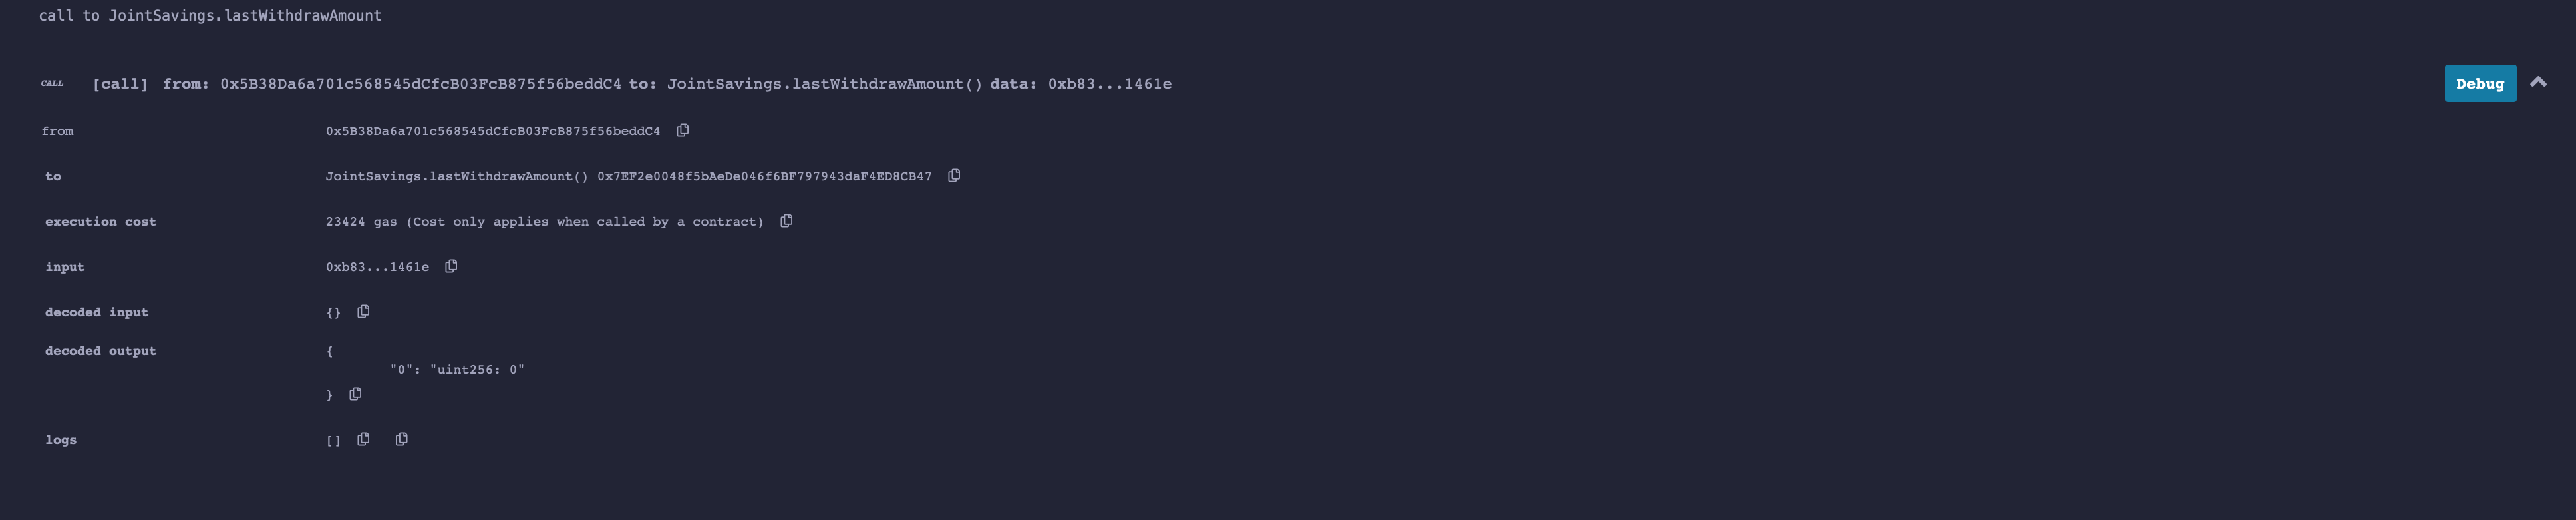 call to JointSavings.lastWithdrawAmount
CALL [call] from: 0x5B38Da6a701c568545dCfcB03FcB875f56beddC4 to: JointSavings.lastWithdrawAmount() data: 0xb83...1461e Debug
from 0x5B38Da6a701c568545dCfcB03FcB875f56beddC4
to JointSavings.lastWithdrawAmount() 0x7EF2e0048f5bAeDe046f6BF797943daF4ED8CB47
execution cost 23424 gas (Cost only applies when called by a contract)
input 0xb83...1461e
decoded input {}
decoded output {
"0": "uint256: 0"
}
logs []